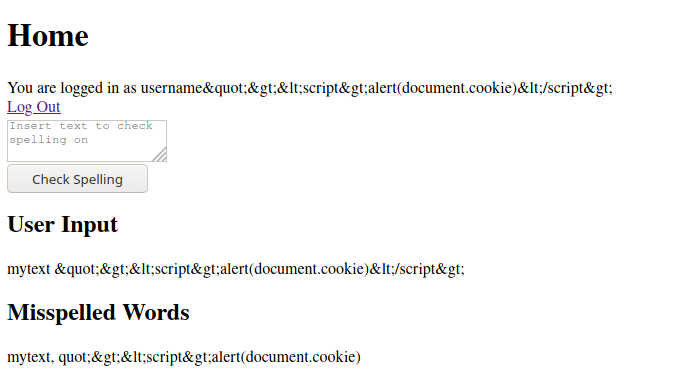 Home
You are logged in as username&quot;&gt;&lt;script&gt;alert(document.cookie)&lt;/script&gt;
Log Out
Insert text to check
spelling on
Check Spelling
User Input
mytext &quot;&gt;&lt;script&gt;alert(document.cookie)&lt;/script&gt;
Misspelled Words
mytext, quot;&gt;&lt;script&gt;alert(document.cookie)